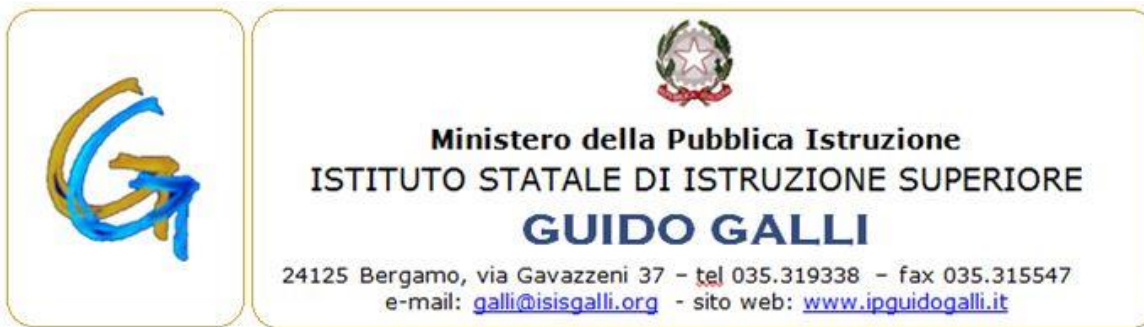 Ministero della Pubblica Istruzione
ISTITUTO STATALE DI ISTRUZIONE SUPERIORE
GUIDO GALLI
24125 Bergamo, via Gavazzeni 37 – tel 035.319338 – fax 035.315547
e-mail: galli@isisgalli.org - sito web: www.ipguidogalli.it